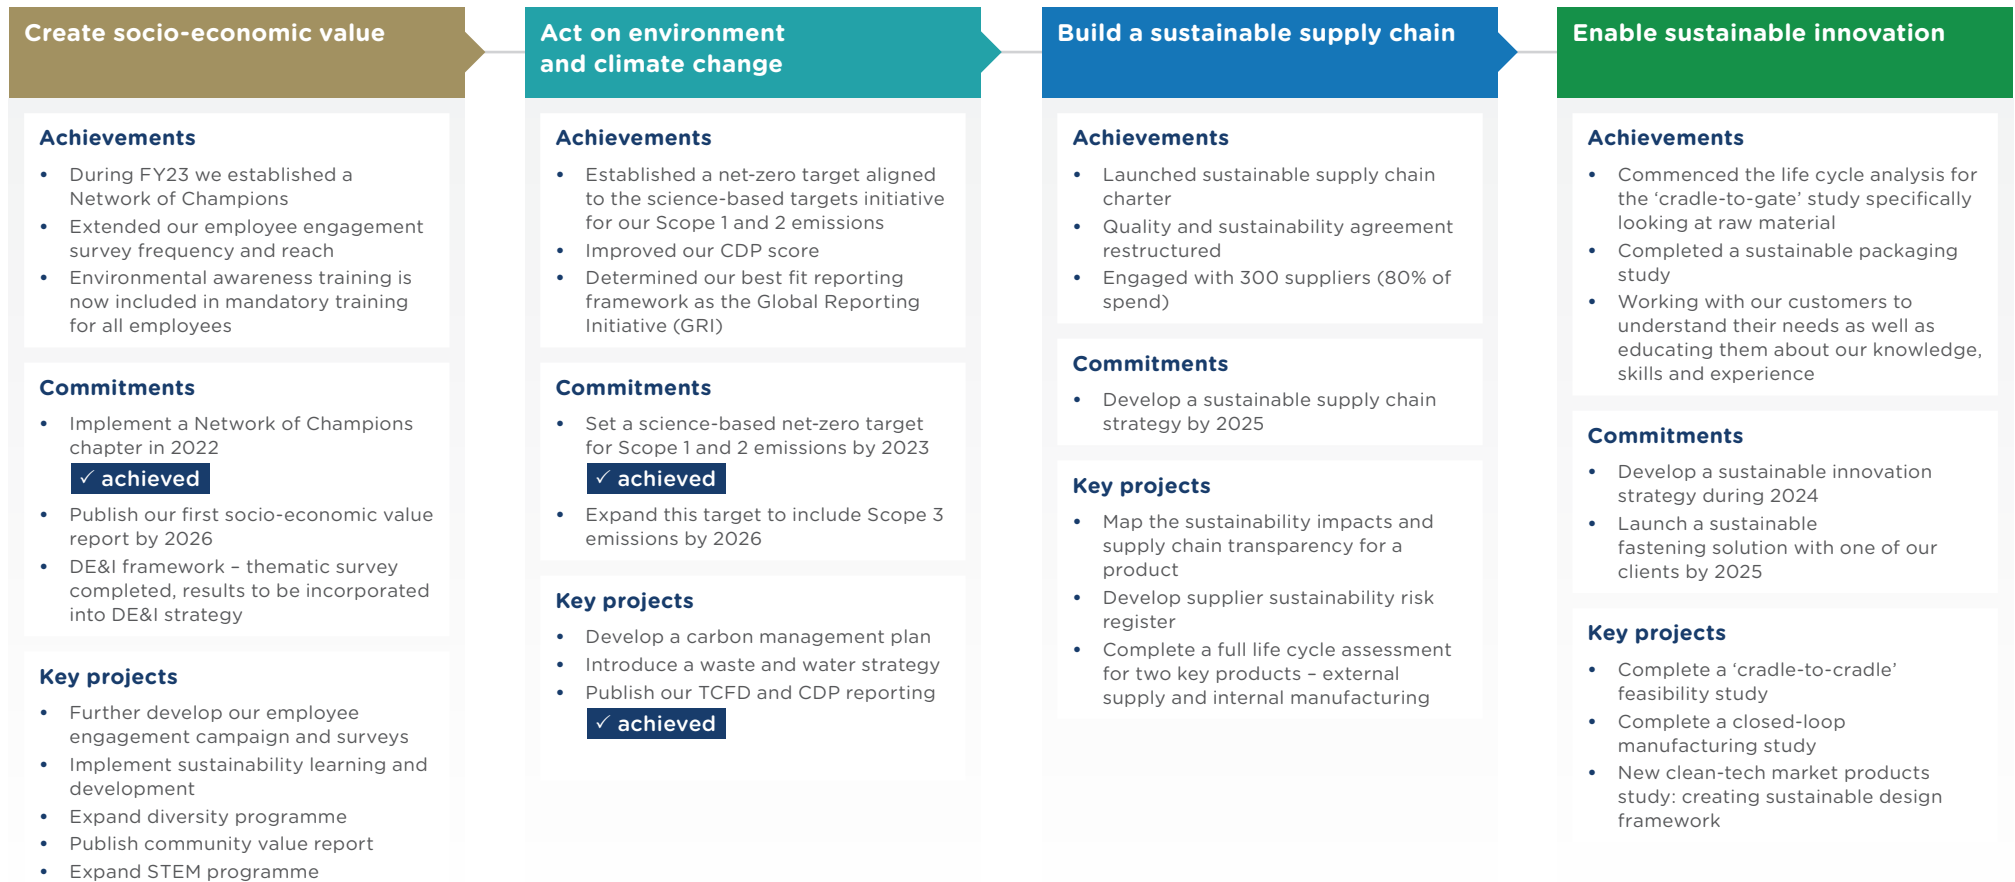 Create socio-economic value
Achievements
• During FY23 we established a
Network of Champions
• Extended our employee engagement
survey frequency and reach
• Environmental awareness training is
now included in mandatory training
for all employees
Commitments
• Implement a Network of Champions
chapter in 2022
✓ achieved
• Publish our first socio-economic value
report by 2026
• DE&I framework – thematic survey
completed, results to be incorporated
into DE&I strategy
Key projects
• Further develop our employee
engagement campaign and surveys
• Implement sustainability learning and
development
• Expand diversity programme
• Publish community value report
• Expand STEM programme
Act on environment
and climate change
Achievements
• Established a net-zero target aligned
to the science-based targets initiative
for our Scope 1 and 2 emissions
• Improved our CDP score
• Determined our best fit reporting
framework as the Global Reporting
Initiative (GRI)
Commitments
• Set a science-based net-zero target
for Scope 1 and 2 emissions by 2023
✓ achieved
• Expand this target to include Scope 3
emissions by 2026
Key projects
• Develop a carbon management plan
• Introduce a waste and water strategy
• Publish our TCFD and CDP reporting
✓ achieved
Build a sustainable supply chain
Achievements
• Launched sustainable supply chain
charter
• Quality and sustainability agreement
restructured
• Engaged with 300 suppliers (80% of
spend)
Commitments
• Develop a sustainable supply chain
strategy by 2025
Key projects
• Map the sustainability impacts and
supply chain transparency for a
product
• Develop supplier sustainability risk
register
• Complete a full life cycle assessment
for two key products – external
supply and internal manufacturing
Enable sustainable innovation
Achievements
• Commenced the life cycle analysis for
the ‘cradle-to-gate’ study specifically
looking at raw material
• Completed a sustainable packaging
study
• Working with our customers to
understand their needs as well as
educating them about our knowledge,
skills and experience
Commitments
• Develop a sustainable innovation
strategy during 2024
• Launch a sustainable
fastening solution with one of our
clients by 2025
Key projects
• Complete a ‘cradle-to-cradle’
feasibility study
• Complete a closed-loop
manufacturing study
• New clean-tech market products
study: creating sustainable design
framework